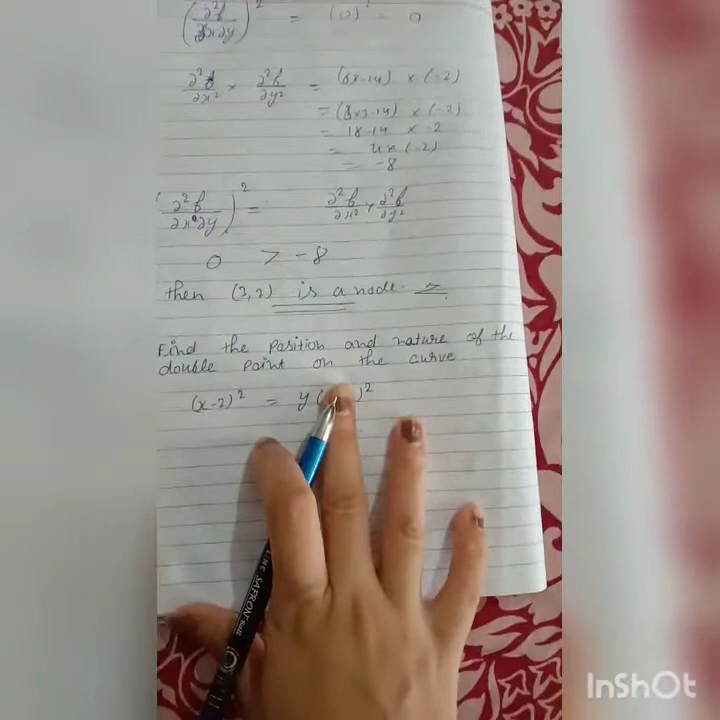 (∂²f/∂x∂y)² = (0)² = 0
∂²f/∂x² × ∂²f/∂y² = (6x-14) × (-2)
= (6×3-14) × (-2)
= 18-14 × -2
= 4×(-2)
= -8
(∂²f/∂x∂y)² = ∂²f/∂x² × ∂²f/∂y²
0 > -8
then (3,2) is a node.
Find the position and nature of the
double point on the curve
(x-2)² = y( )²
InShOt